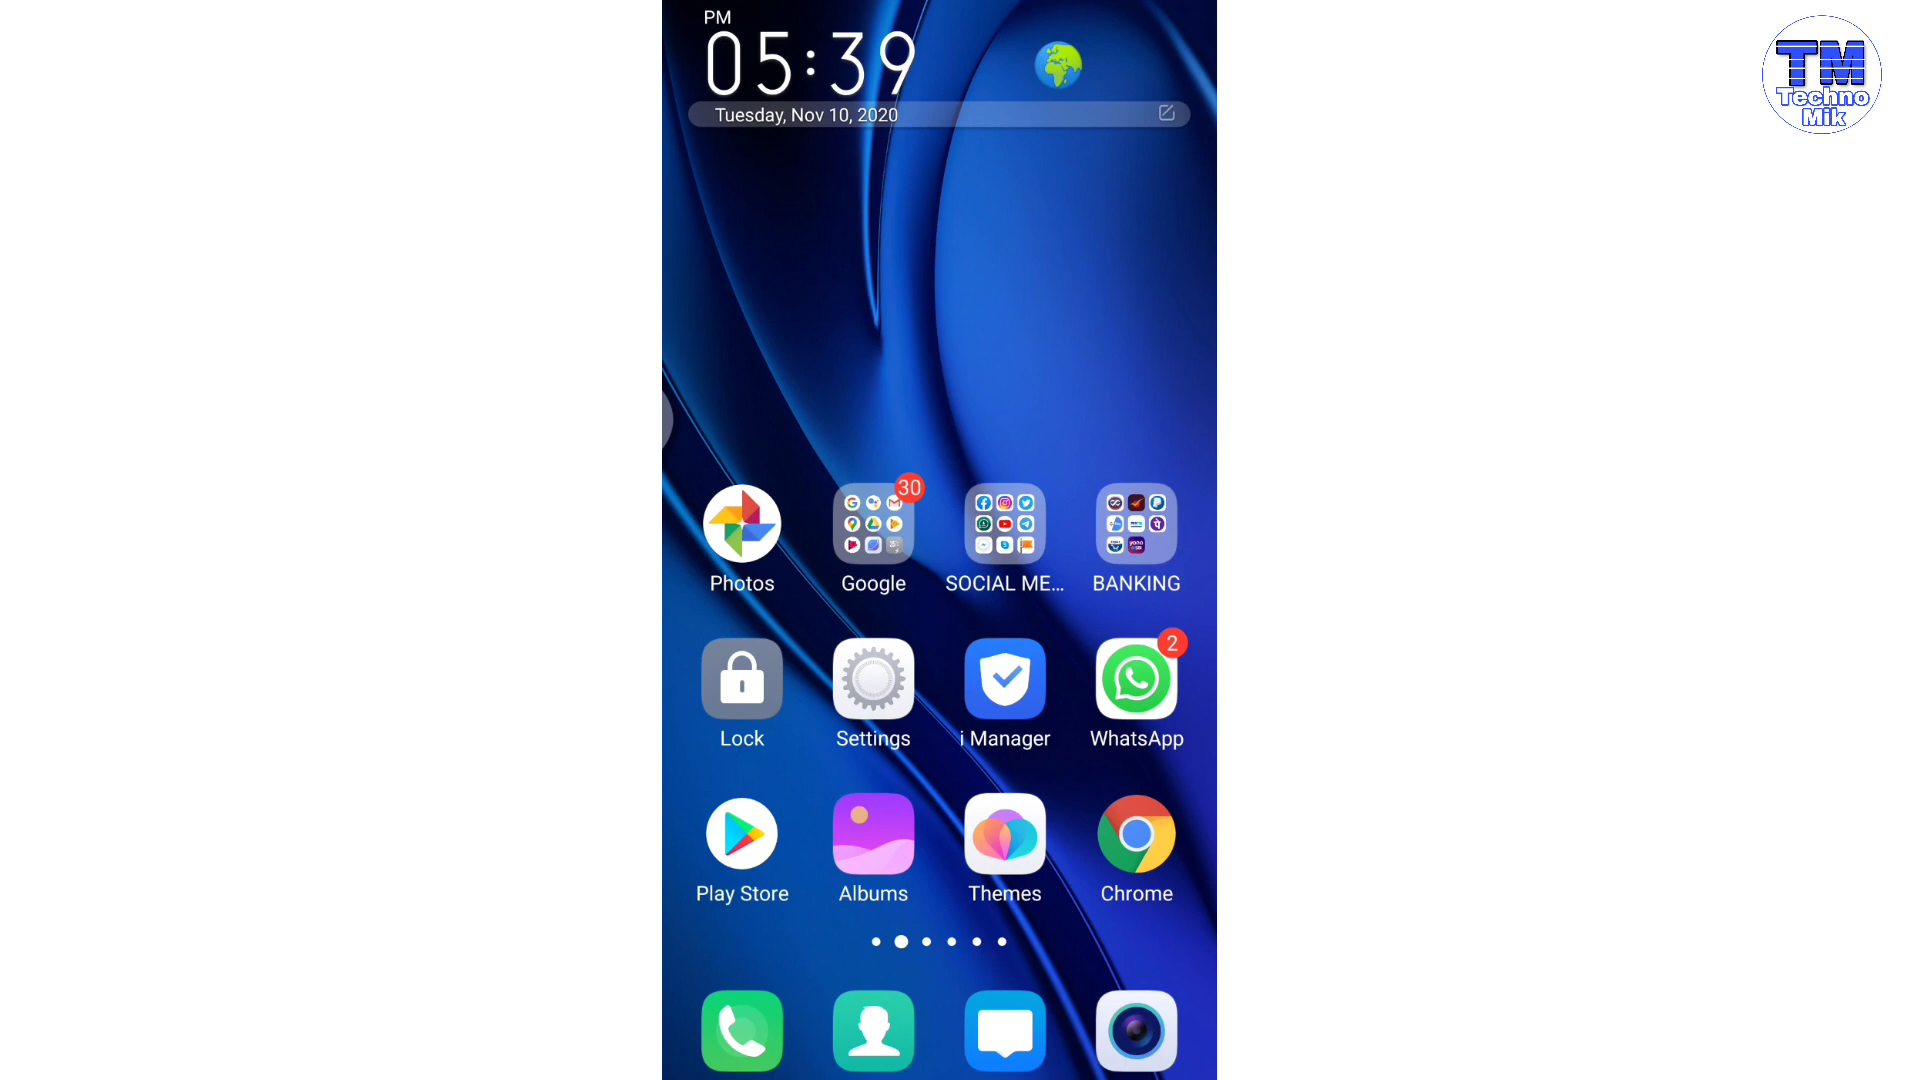 PM
05:39
Tuesday, Nov 10, 2020
TM
Techno
Mik
30
Photos
Google
SOCIAL ME...
BANKING
2
Lock
Settings
i Manager
WhatsApp
Play Store
Albums
Themes
Chrome